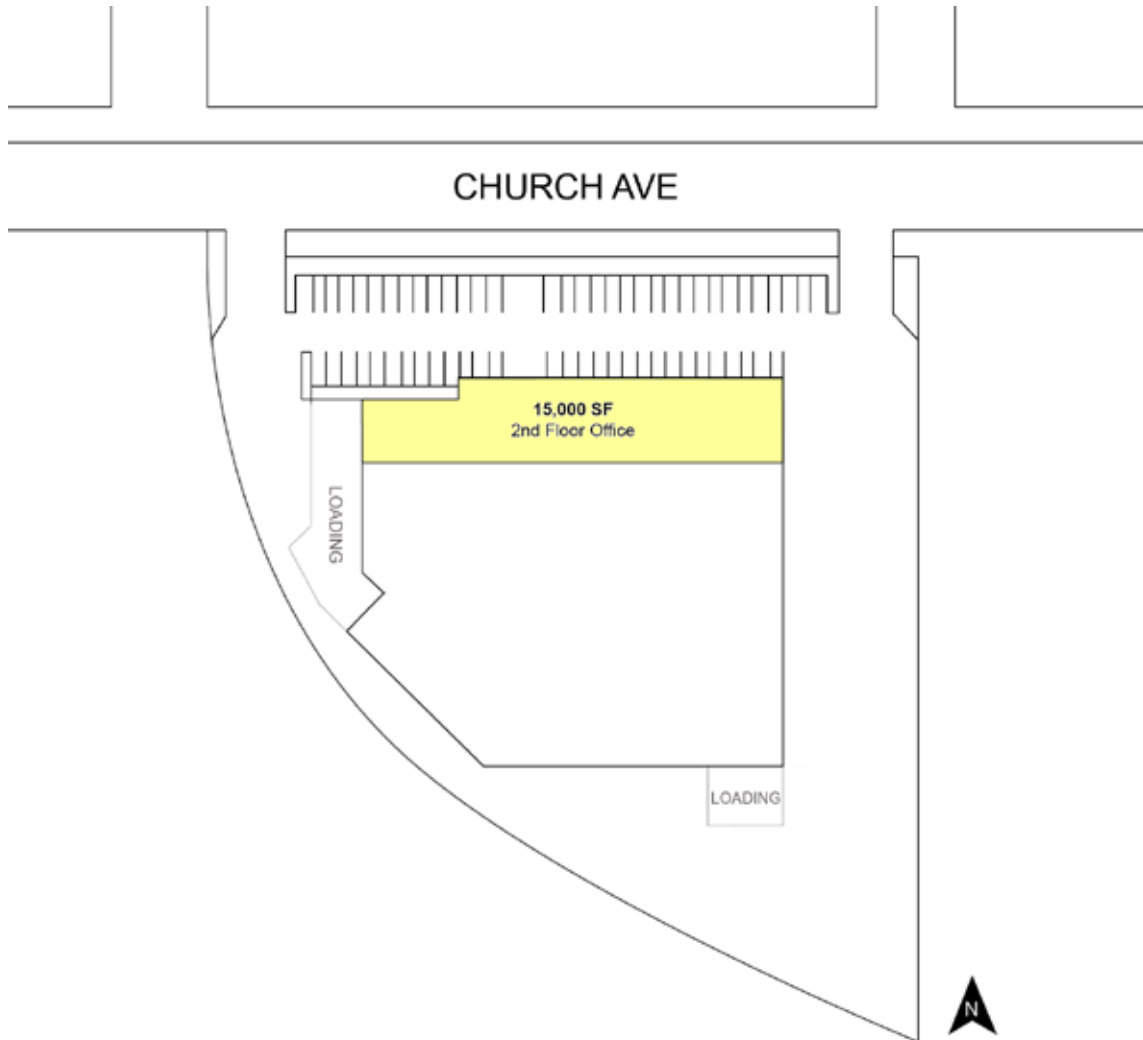 CHURCH AVE
15,000 SF
2nd Floor Office
LOADING
LOADING
N